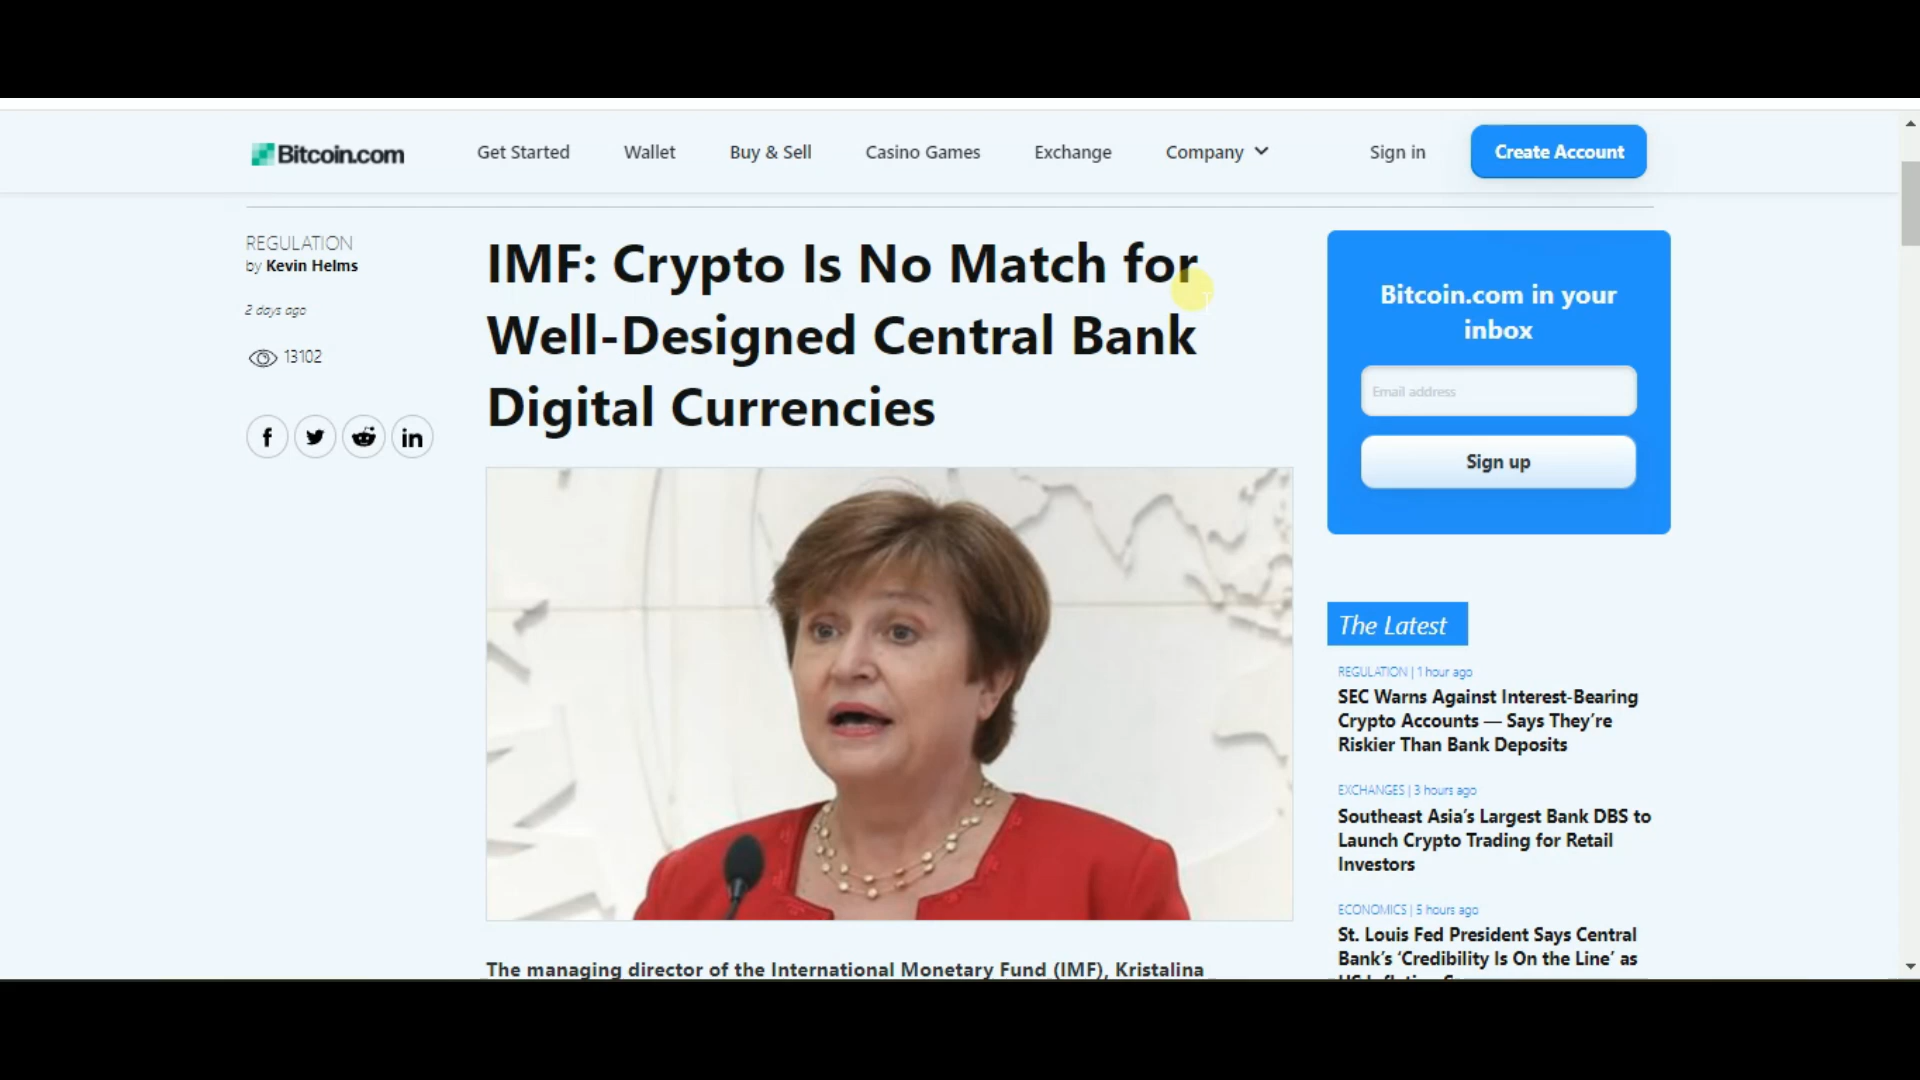 Bitcoin.com
Get Started
Wallet
Buy & Sell
Casino Games
Exchange
Company
Sign in
Create Account
REGULATION
by Kevin Helms
2 days ago
13102
IMF: Crypto Is No Match for
Well-Designed Central Bank
Digital Currencies
The managing director of the International Monetary Fund (IMF), Kristalina
Bitcoin.com in your
inbox
Email address
Sign up
The Latest
REGULATION | 1 hour ago
SEC Warns Against Interest-Bearing
Crypto Accounts — Says They're
Riskier Than Bank Deposits
EXCHANGES | 3 hours ago
Southeast Asia's Largest Bank DBS to
Launch Crypto Trading for Retail
Investors
ECONOMICS | 5 hours ago
St. Louis Fed President Says Central
Bank's 'Credibility Is On the Line' as